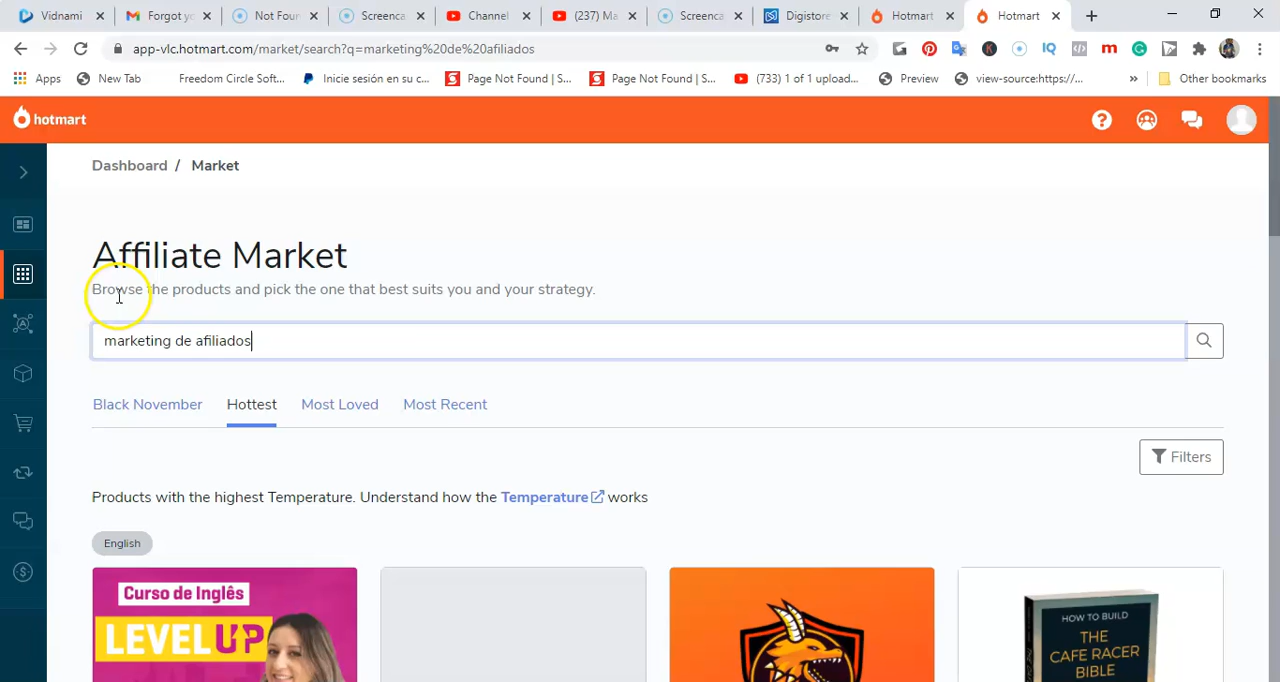 Vidnami
Forgot y
Not Foun
Screenca
Channel
(237) Ma
Screenca
Digistore
Hotmart
Hotmart
app-vlc.hotmart.com/market/search?q=marketing%20de%20afiliados
Apps
New Tab
Freedom Circle Soft...
Inicie sesión en su c...
Page Not Found | S...
Page Not Found | S...
(733) 1 of 1 upload...
Preview
view-source:https://...
Other bookmarks
hotmart
Dashboard / Market
Affiliate Market
Browse the products and pick the one that best suits you and your strategy.
marketing de afiliados
Black November
Hottest
Most Loved
Most Recent
Filters
Products with the highest Temperature. Understand how the Temperature works
English
Curso de Inglês
LEVEL UP
HOW TO BUILD
THE
CAFE RACER
BIBLE